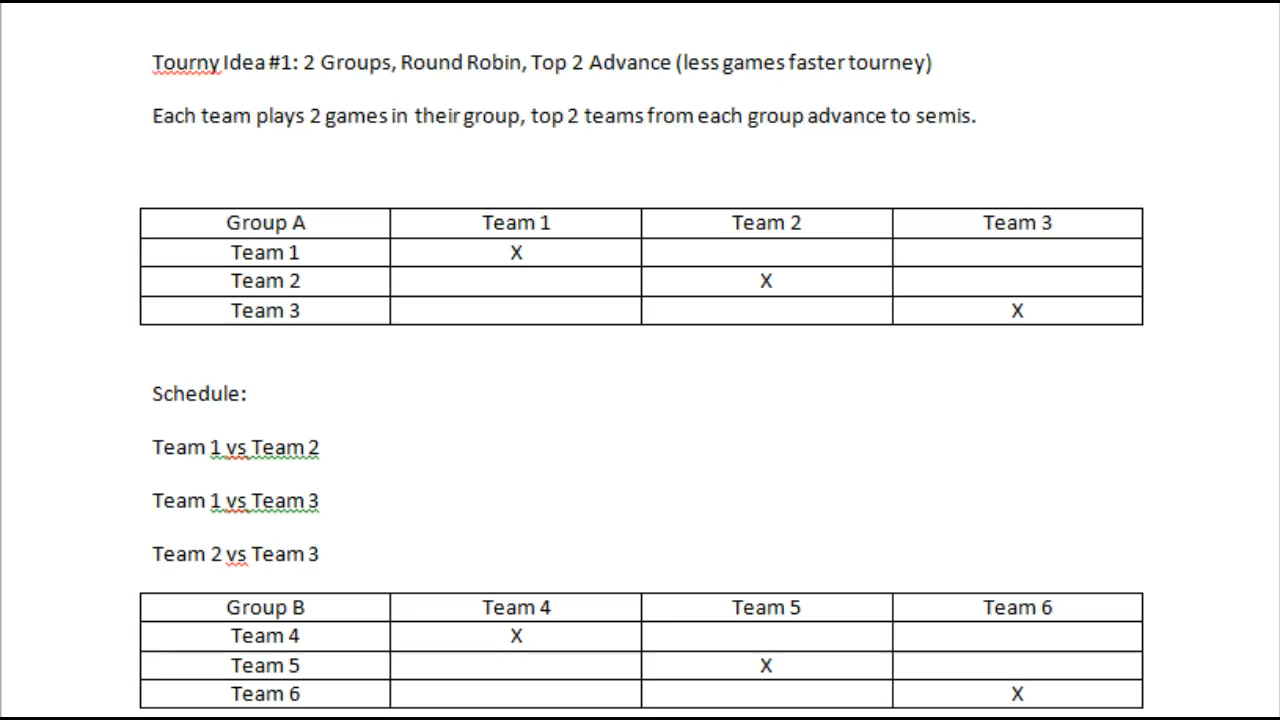 Tourny Idea #1: 2 Groups, Round Robin, Top 2 Advance (less games faster tourney)
Each team plays 2 games in their group, top 2 teams from each group advance to semis.
Group A Team 1 Team 2 Team 3
Team 1 X
Team 2 X
Team 3 X
Schedule:
Team 1 vs Team 2
Team 1 vs Team 3
Team 2 vs Team 3
Group B Team 4 Team 5 Team 6
Team 4 X
Team 5 X
Team 6 X